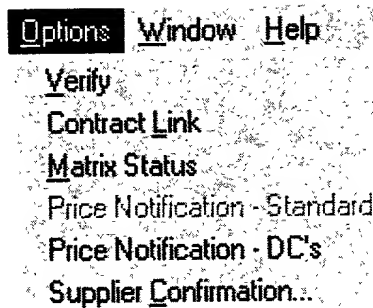 Options Window Help
Verify
Contract Link
Matrix Status
Price Notification - Standard
Price Notification - DC's
Supplier Confirmation...